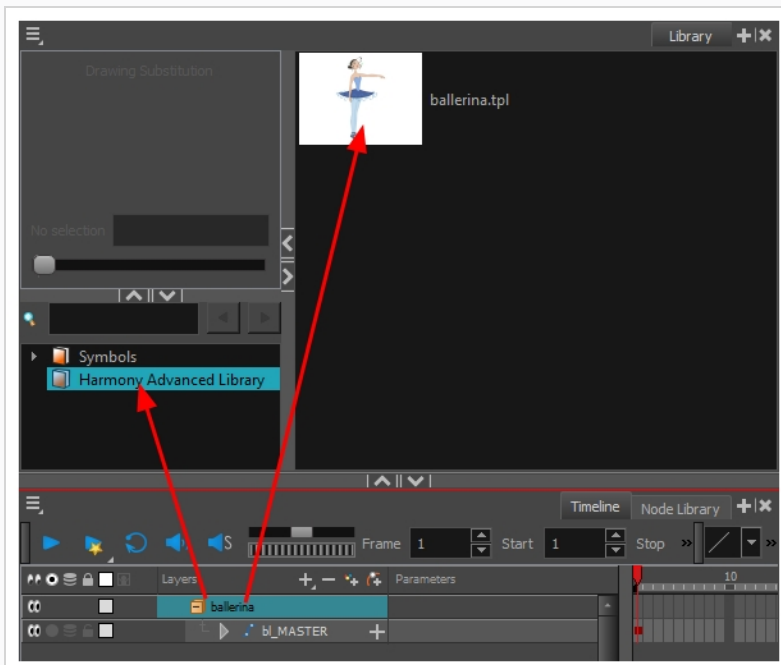 Library
Drawing Substitution
ballerina.tpl
No selection
Symbols
Harmony Advanced Library
Timeline
Node Library
S
Frame 1 Start 1 Stop
Layers Parameters 10
ballerina
bl_MASTER